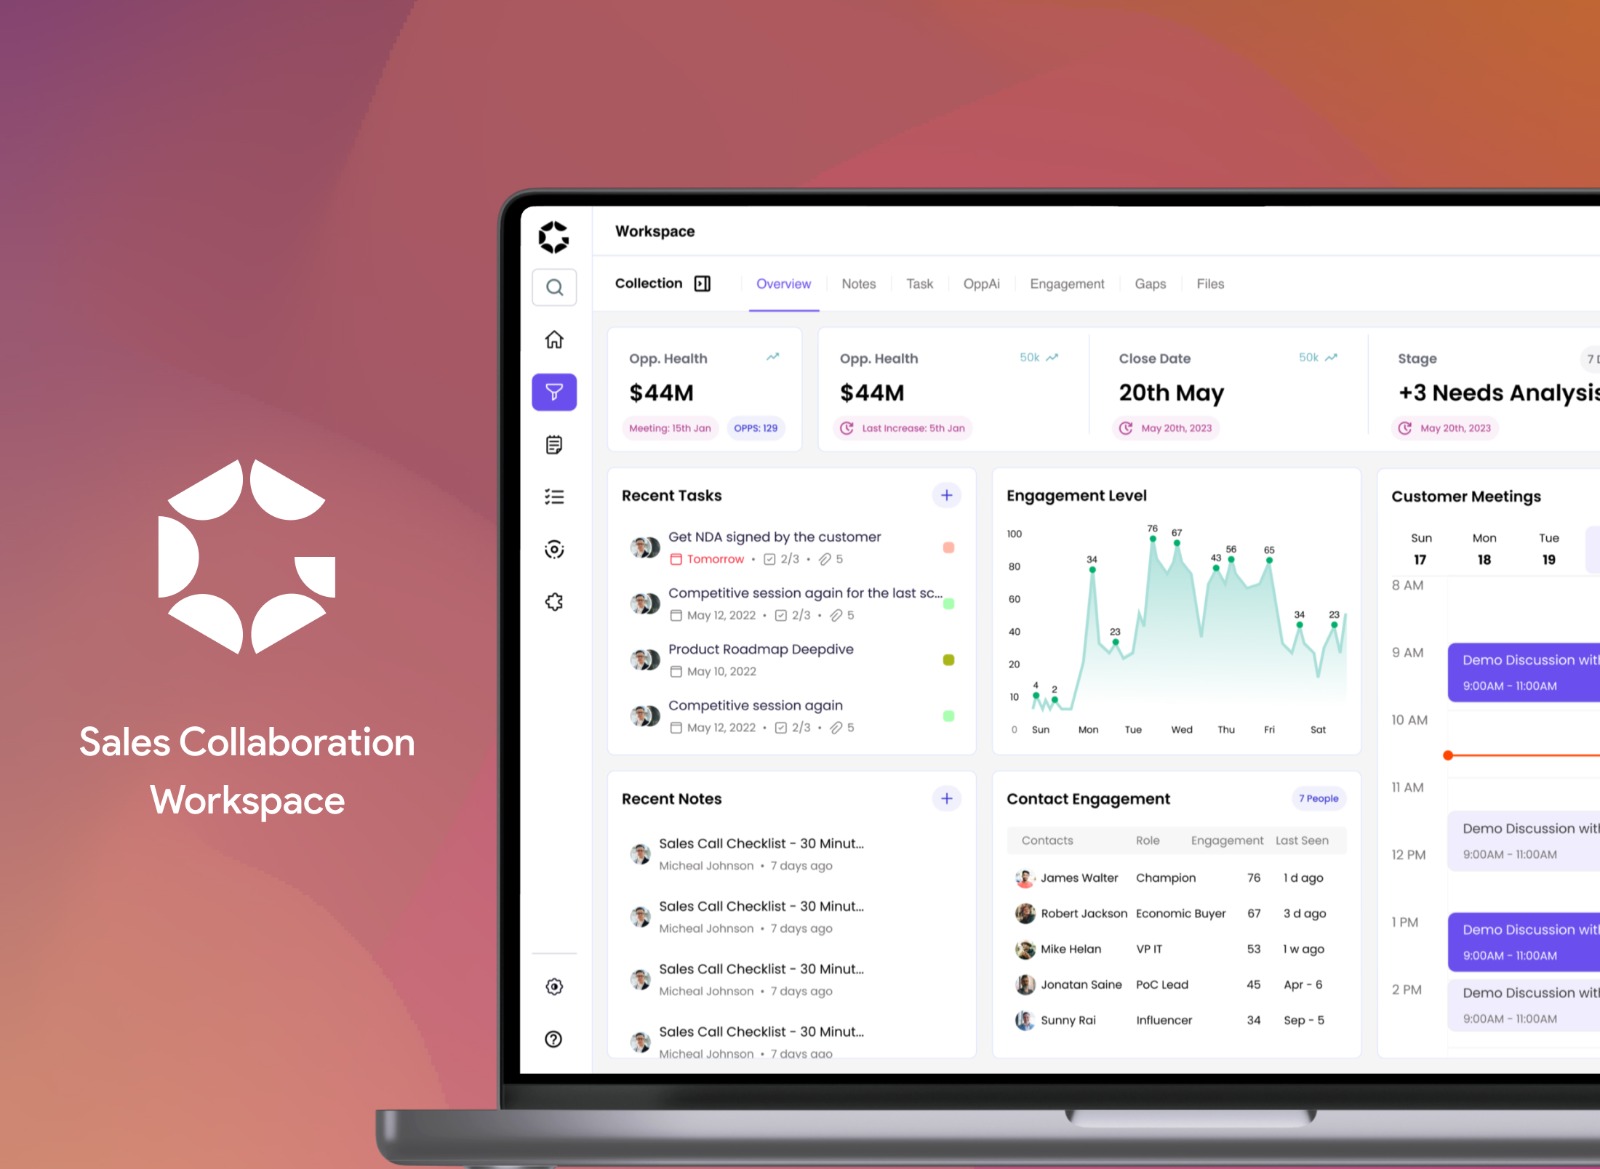 Sales Collaboration
Workspace
Workspace
Collection
Overview
Notes
Task
OppAi
Engagement
Gaps
Files
Opp. Health
$44M
Meeting: 15th Jan
OPPS: 129
Opp. Health
50k
$44M
Last Increase: 5th Jan
Close Date
50k
20th May
May 20th, 2023
Stage
7
+3 Needs Analysis
May 20th, 2023
Recent Tasks
Get NDA signed by the customer
Tomorrow • 2/3 • 5
Competitive session again for the last sc...
May 12, 2022 • 2/3 • 5
Product Roadmap Deepdive
May 10, 2022
Competitive session again
May 12, 2022 • 2/3 • 5
Engagement Level
100
80
60
40
20
10
0
4
2
34
23
76
67
43
56
65
34
23
Sun
Mon
Tue
Wed
Thu
Fri
Sat
Customer Meetings
Sun
17
Mon
18
Tue
19
8 AM
9 AM
Demo Discussion with
9:00AM - 11:00AM
10 AM
11 AM
Demo Discussion with
9:00AM - 11:00AM
12 PM
1 PM
Demo Discussion with
9:00AM - 11:00AM
2 PM
Demo Discussion with
9:00AM - 11:00AM
Recent Notes
Sales Call Checklist - 30 Minut...
Micheal Johnson • 7 days ago
Sales Call Checklist - 30 Minut...
Micheal Johnson • 7 days ago
Sales Call Checklist - 30 Minut...
Micheal Johnson • 7 days ago
Sales Call Checklist - 30 Minut...
Micheal Johnson • 7 days ago
Contact Engagement
7 People
Contacts Role Engagement Last Seen
James Walter Champion 76 1 d ago
Robert Jackson Economic Buyer 67 3 d ago
Mike Helan VP IT 53 1 w ago
Jonatan Saine PoC Lead 45 Apr - 6
Sunny Rai Influencer 34 Sep - 5